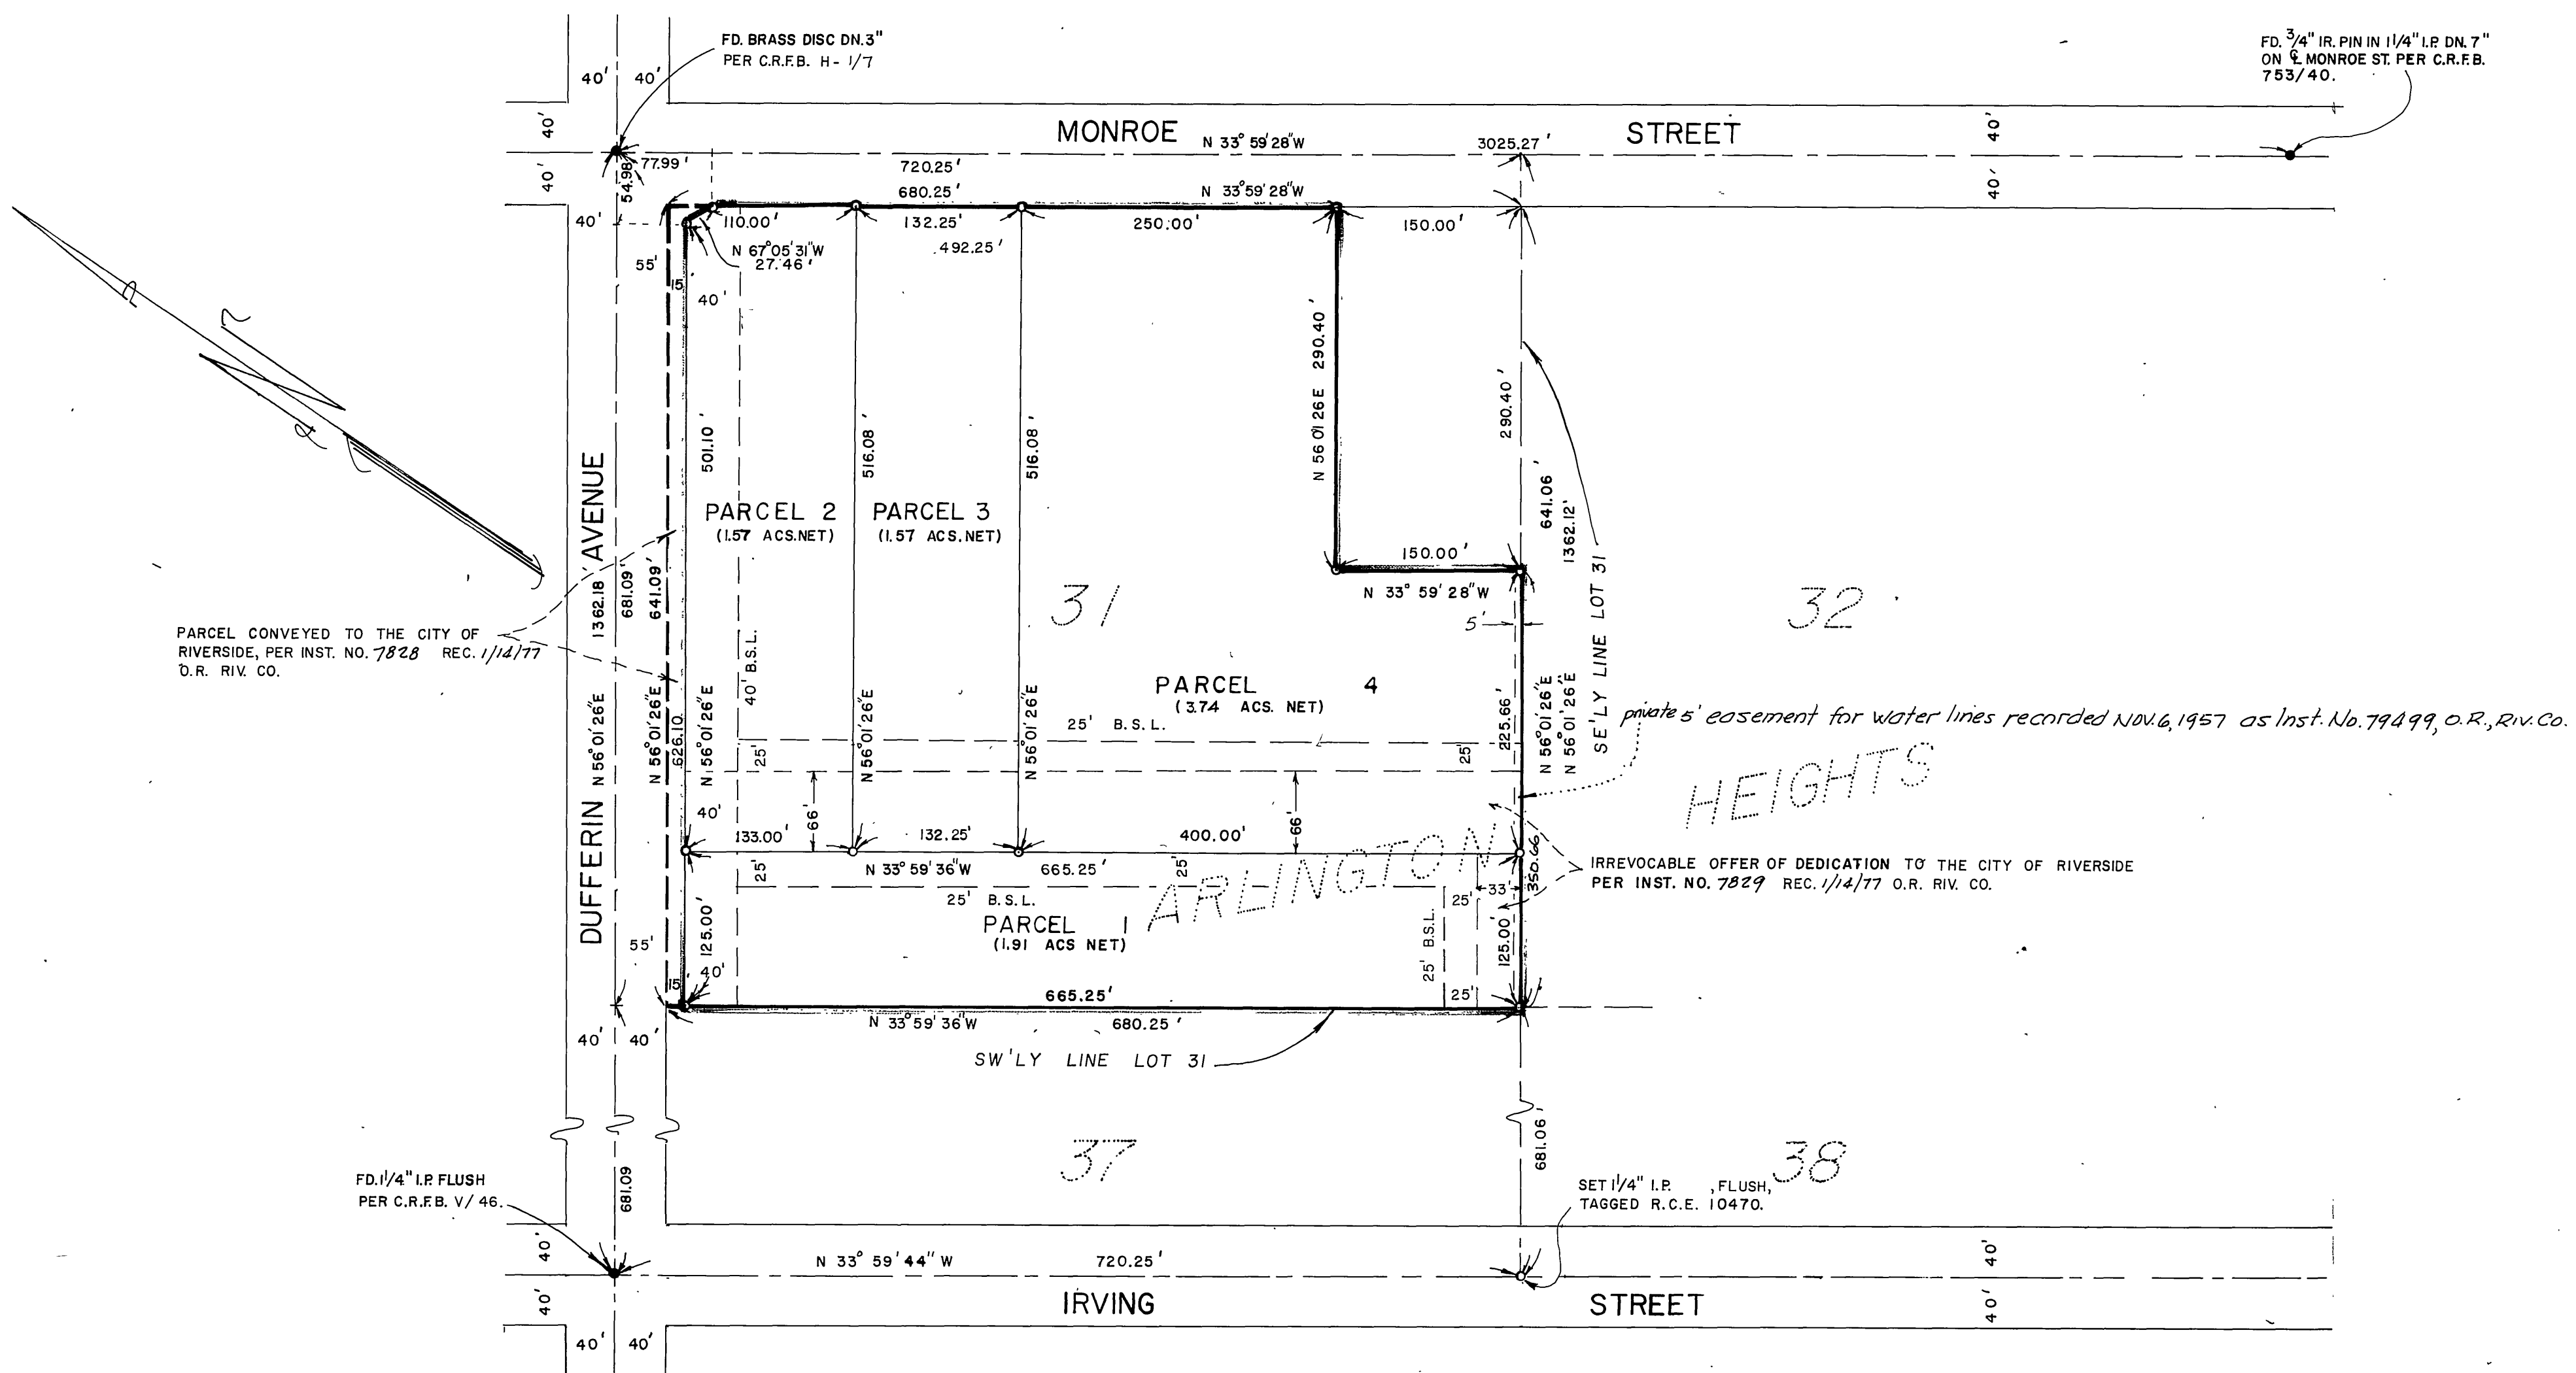 FD. BRASS DISC DN.3"
PER C.R.F.B. H- 1/7
FD. 3/4" IR. PIN IN 1 1/4" I.P. DN. 7"
ON ℄ MONROE ST. PER C.R.F.B.
753/40.
40' 40'
40'
MONROE N 33° 59' 28" W STREET
3025.27'
40'
40'
77.99'
54.98
720.25'
680.25'
N 33° 59' 28" W
40'
40'
40'
110.00'
132.25'
250.00'
150.00'
N 67° 05' 31" W
27.46'
492.25'
55'
15'
40'
N 56 01 26 E 290.40'
290.40'
501.10'
516.08'
516.08'
PARCEL 2
(1.57 ACS.NET)
PARCEL 3
(1.57 ACS.NET)
641.06'
1362.12'
150.00'
N 33° 59' 28" W
5'
31
32
SE'LY LINE LOT 31
DUFFERIN AVENUE
N 56° 01' 26" E 1362.18'
681.09'
641.09'
PARCEL CONVEYED TO THE CITY OF
RIVERSIDE, PER INST. NO. 7828 REC. 1/14/77
O.R. RIV. CO.
N 56° 01' 26" E
626.10
N 56° 01' 26" E
40' B.S.L.
N 56° 01' 26" E
N 56° 01' 26" E
PARCEL 4
(3.74 ACS. NET)
25' B.S.L.
225.66'
N 56° 01' 26" E
N 56° 01' 26" E
private 5' easement for water lines recorded NOV. 6, 1957 as Inst. No. 79499, O.R., RIV. CO.
25'
25'
HEIGHTS
40'
66'
66'
133.00'
132.25'
400.00'
N 33° 59' 36" W
665.25'
25'
25'
ARLINGTON
350.66
IRREVOCABLE OFFER OF DEDICATION TO THE CITY OF RIVERSIDE
PER INST. NO. 7829 REC. 1/14/77 O.R. RIV. CO.
33'
25'
25' B.S.L.
PARCEL 1
(1.91 ACS NET)
125.00'
125.00'
25' B.S.L.
55'
15'
40'
25'
665.25'
N 33° 59' 36" W 680.25'
40' 40'
SW'LY LINE LOT 31
37
38
681.06'
681.09
FD. 1 1/4" I.P. FLUSH
PER C.R.F.B. V/ 46.
SET 1 1/4" I.P. , FLUSH,
TAGGED R.C.E. 10470.
40'
40'
N 33° 59' 44" W 720.25'
IRVING STREET
40'
40'
40' 40'